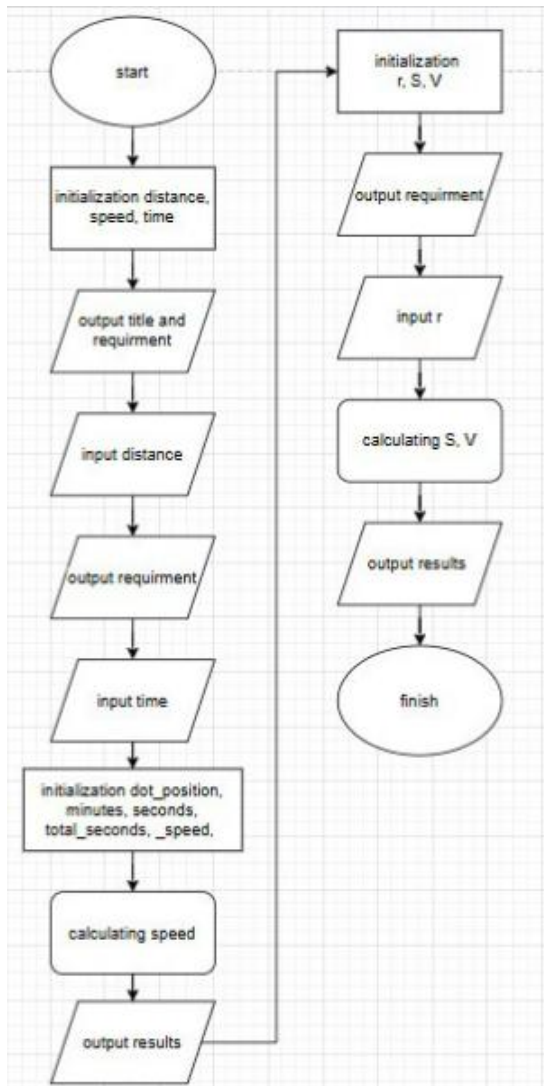 start
initialization distance,
speed, time
output title and
requirment
input distance
output requirment
input time
initialization dot_position,
minutes, seconds,
total_seconds, _speed,
calculating speed
output results
initialization
r, S, V
output requirment
input r
calculating S, V
output results
finish